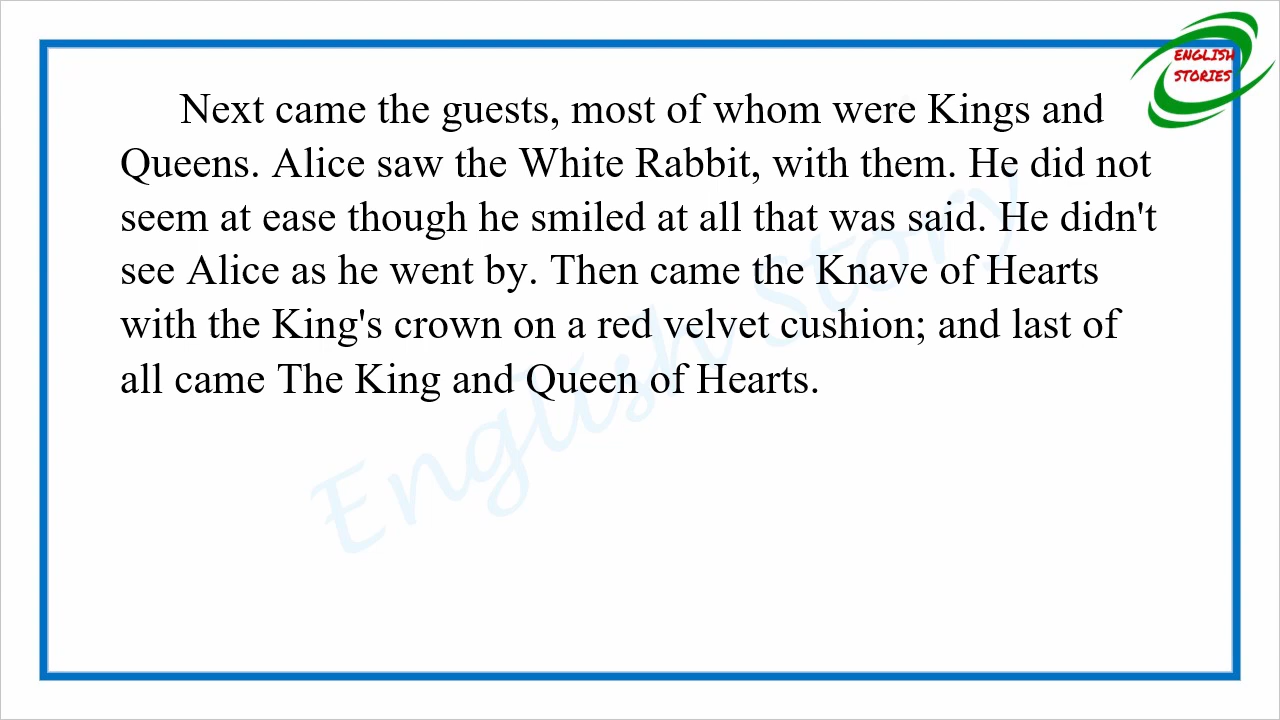 ENGLISH
STORIES
Next came the guests, most of whom were Kings and
Queens. Alice saw the White Rabbit, with them. He did not
seem at ease though he smiled at all that was said. He didn't
see Alice as he went by. Then came the Knave of Hearts
with the King's crown on a red velvet cushion; and last of
all came The King and Queen of Hearts.
English Story